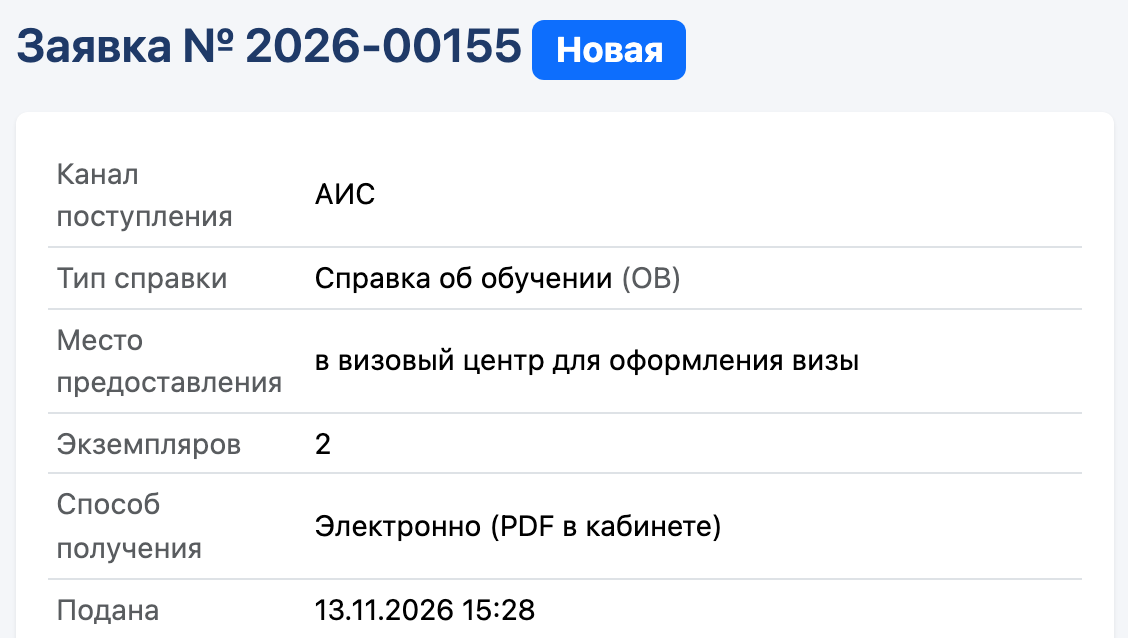 Заявка № 2026-00155 Новая
Канал
поступления
АИС
Тип справки
Справка об обучении (ОВ)
Место
предоставления
в визовый центр для оформления визы
Экземпляров
2
Способ
получения
Электронно (PDF в кабинете)
Подана
13.11.2026 15:28